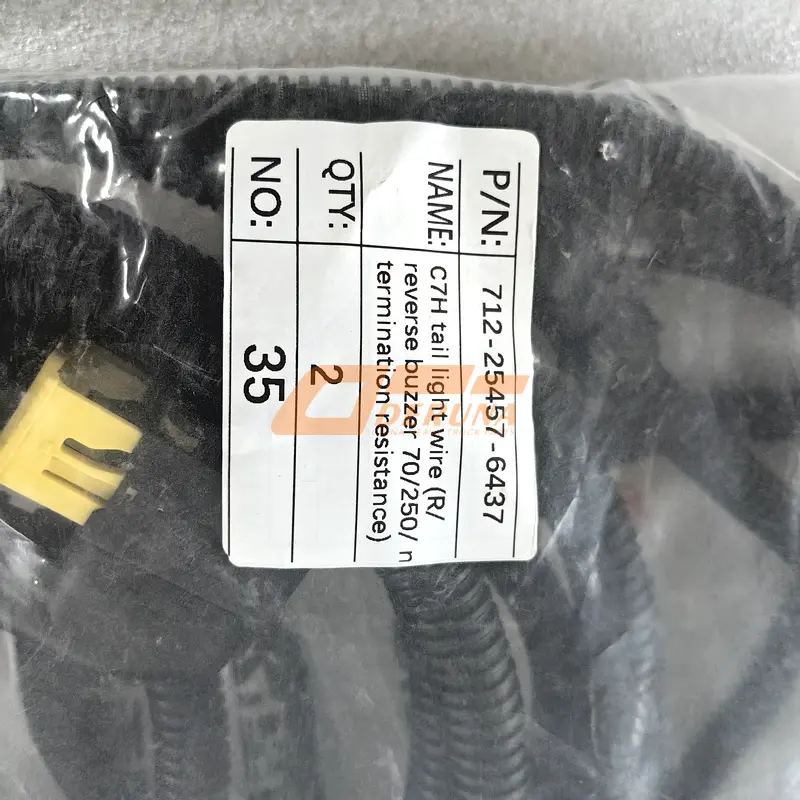 P/N: 712-25457-6437
NAME: C7H tail light wire (R/
reverse buzzer 70/250/ n
termination resistance)
QTY: 2
NO: 35